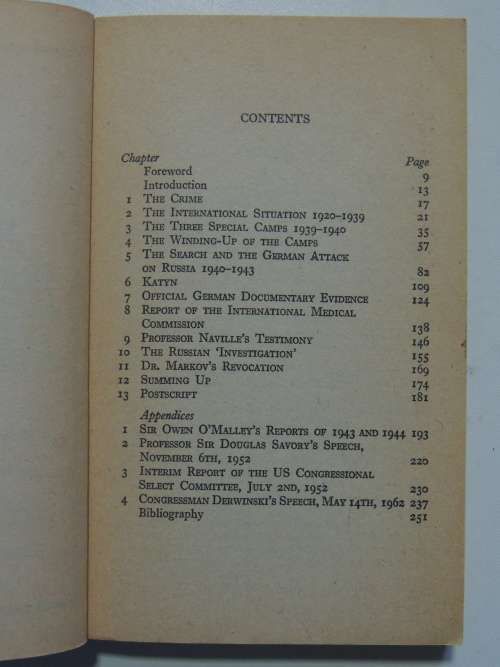 CONTENTS
Chapter Page
Foreword 9
Introduction 13
1 THE CRIME 17
2 THE INTERNATIONAL SITUATION 1920–1939 21
3 THE THREE SPECIAL CAMPS 1939–1940 35
4 THE WINDING-UP OF THE CAMPS 57
5 THE SEARCH AND THE GERMAN ATTACK
ON RUSSIA 1940–1943 82
6 KATYN 109
7 OFFICIAL GERMAN DOCUMENTARY EVIDENCE 124
8 REPORT OF THE INTERNATIONAL MEDICAL
COMMISSION 138
9 PROFESSOR NAVILLE'S TESTIMONY 146
10 THE RUSSIAN 'INVESTIGATION' 155
11 DR. MARKOV'S REVOCATION 169
12 SUMMING UP 174
13 POSTSCRIPT 181
Appendices
1 SIR OWEN O'MALLEY'S REPORTS OF 1943 AND 1944 193
2 PROFESSOR SIR DOUGLAS SAVORY'S SPEECH,
NOVEMBER 6TH, 1952 220
3 INTERIM REPORT OF THE US CONGRESSIONAL
SELECT COMMITTEE, JULY 2ND, 1952 230
4 CONGRESSMAN DERWINSKI'S SPEECH, MAY 14TH, 1962 237
Bibliography 251